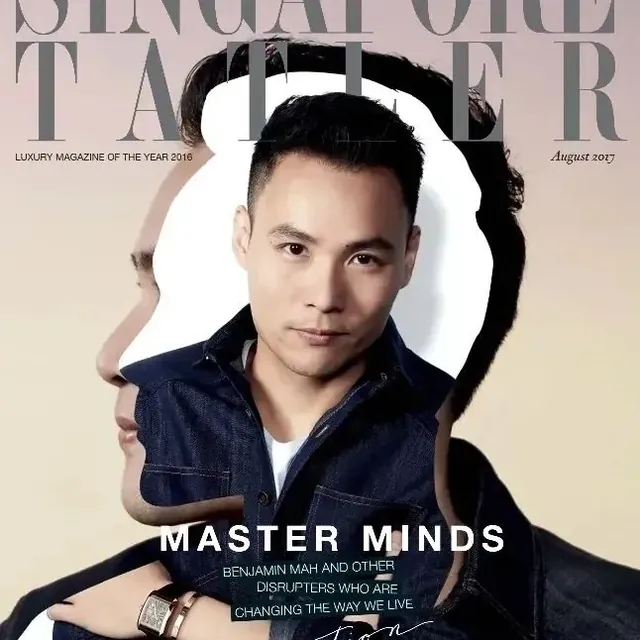 SINGAPORE
TATLER
LUXURY MAGAZINE OF THE YEAR 2016
August 2017
MASTER MINDS
BENJAMIN MAH AND OTHER
DISRUPTERS WHO ARE
CHANGING THE WAY WE LIVE